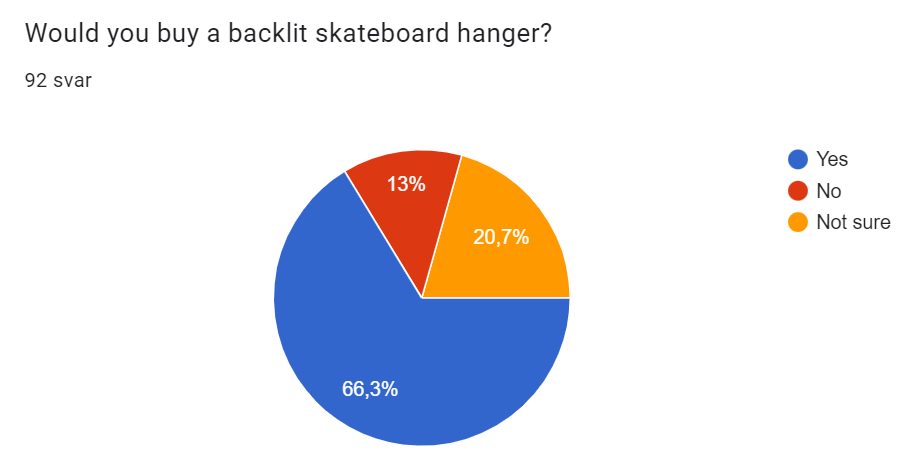 Would you buy a backlit skateboard hanger?
92 svar
Yes
No
Not sure
13%
20,7%
66,3%